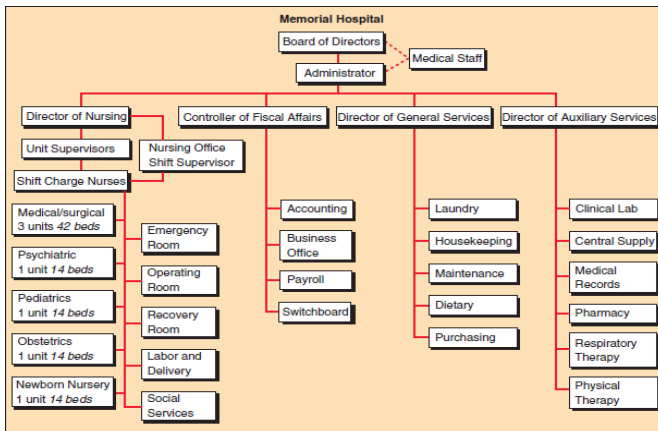 Memorial Hospital
Board of Directors
Medical Staff
Administrator
Director of Nursing
Controller of Fiscal Affairs
Director of General Services
Director of Auxiliary Services
Unit Supervisors
Nursing Office
Shift Supervisor
Shift Charge Nurses
Medical/surgical
3 units 42 beds
Psychiatric
1 unit 14 beds
Pediatrics
1 unit 14 beds
Obstetrics
1 unit 14 beds
Newborn Nursery
1 unit 14 beds
Emergency
Room
Operating
Room
Recovery
Room
Labor and
Delivery
Social
Services
Accounting
Business
Office
Payroll
Switchboard
Laundry
Housekeeping
Maintenance
Dietary
Purchasing
Clinical Lab
Central Supply
Medical
Records
Pharmacy
Respiratory
Therapy
Physical
Therapy